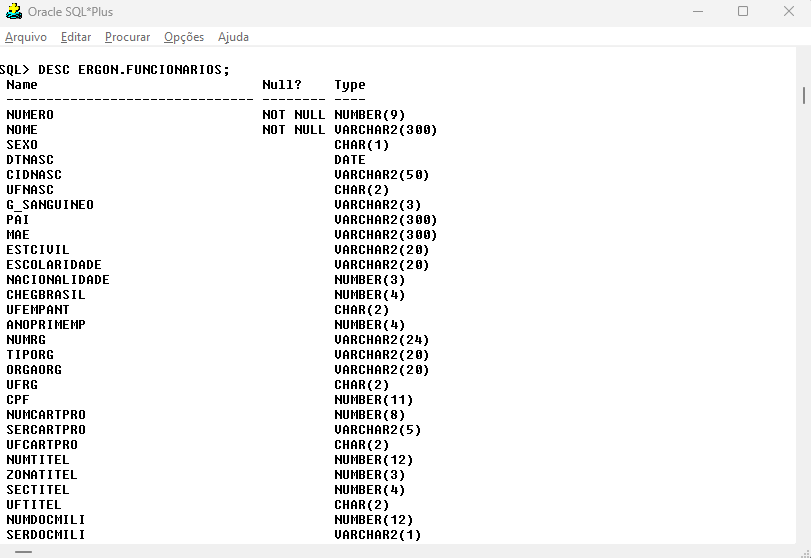 Oracle SQL*Plus
Arquivo Editar Procurar Opções Ajuda
SQL> DESC ERGON.FUNCIONARIOS;
Name Null? Type
------------------------------- -------- ----
NUMERO NOT NULL NUMBER(9)
NOME NOT NULL VARCHAR2(300)
SEXO CHAR(1)
DTNASC DATE
CIDNASC VARCHAR2(50)
UFNASC CHAR(2)
G_SANGUINEO VARCHAR2(3)
PAI VARCHAR2(300)
MAE VARCHAR2(300)
ESTCIVIL VARCHAR2(20)
ESCOLARIDADE VARCHAR2(20)
NACIONALIDADE NUMBER(3)
CHEGBRASIL NUMBER(4)
UFEMPANT CHAR(2)
ANOPRIMEMP NUMBER(4)
NUMRG VARCHAR2(24)
TIPORG VARCHAR2(20)
ORGAORG VARCHAR2(20)
UFRG CHAR(2)
CPF NUMBER(11)
NUMCARTPRO NUMBER(8)
SERCARTPRO VARCHAR2(5)
UFCARTPRO CHAR(2)
NUMTITEL NUMBER(12)
ZONATITEL NUMBER(3)
SECTITEL NUMBER(4)
UFTITEL CHAR(2)
NUMDOCMILI NUMBER(12)
SERDOCMILI VARCHAR2(1)